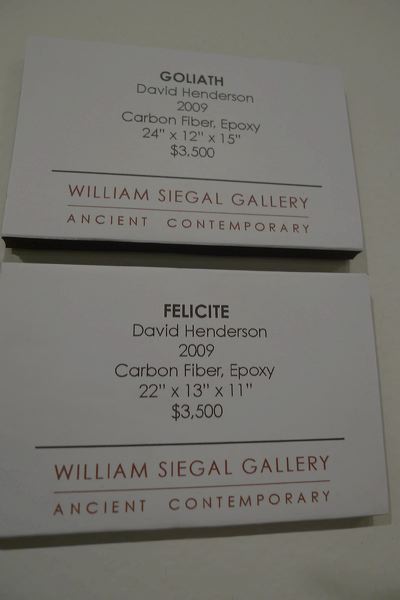 GOLIATH
David Henderson
2009
Carbon Fiber, Epoxy
24" x 12" x 15"
$3,500
WILLIAM SIEGAL GALLERY
ANCIENT CONTEMPORARY
FELICITE
David Henderson
2009
Carbon Fiber, Epoxy
22" x 13" x 11"
$3,500
WILLIAM SIEGAL GALLERY
ANCIENT CONTEMPORARY